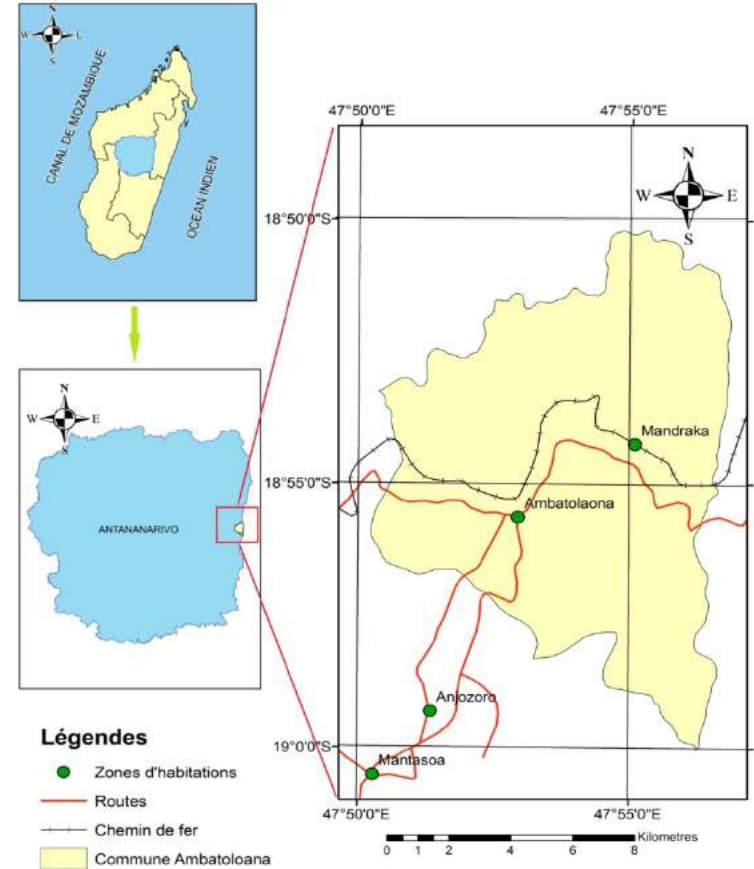 N
W E
S
CANAL DE MOZAMBIQUE
OCEAN INDIEN
N
W E
S
ANTANANARIVO
47°50'0"E 47°55'0"E
N
W E
S
18°50'0"S
Mandraka
18°55'0"S
Ambatolaona
Anjozoro
19°0'0"S
Mantasoa
47°50'0"E 47°55'0"E
Légendes
Zones d'habitations
Routes
Chemin de fer
Commune Ambatoloana
Kilometres
0 1 2 4 6 8